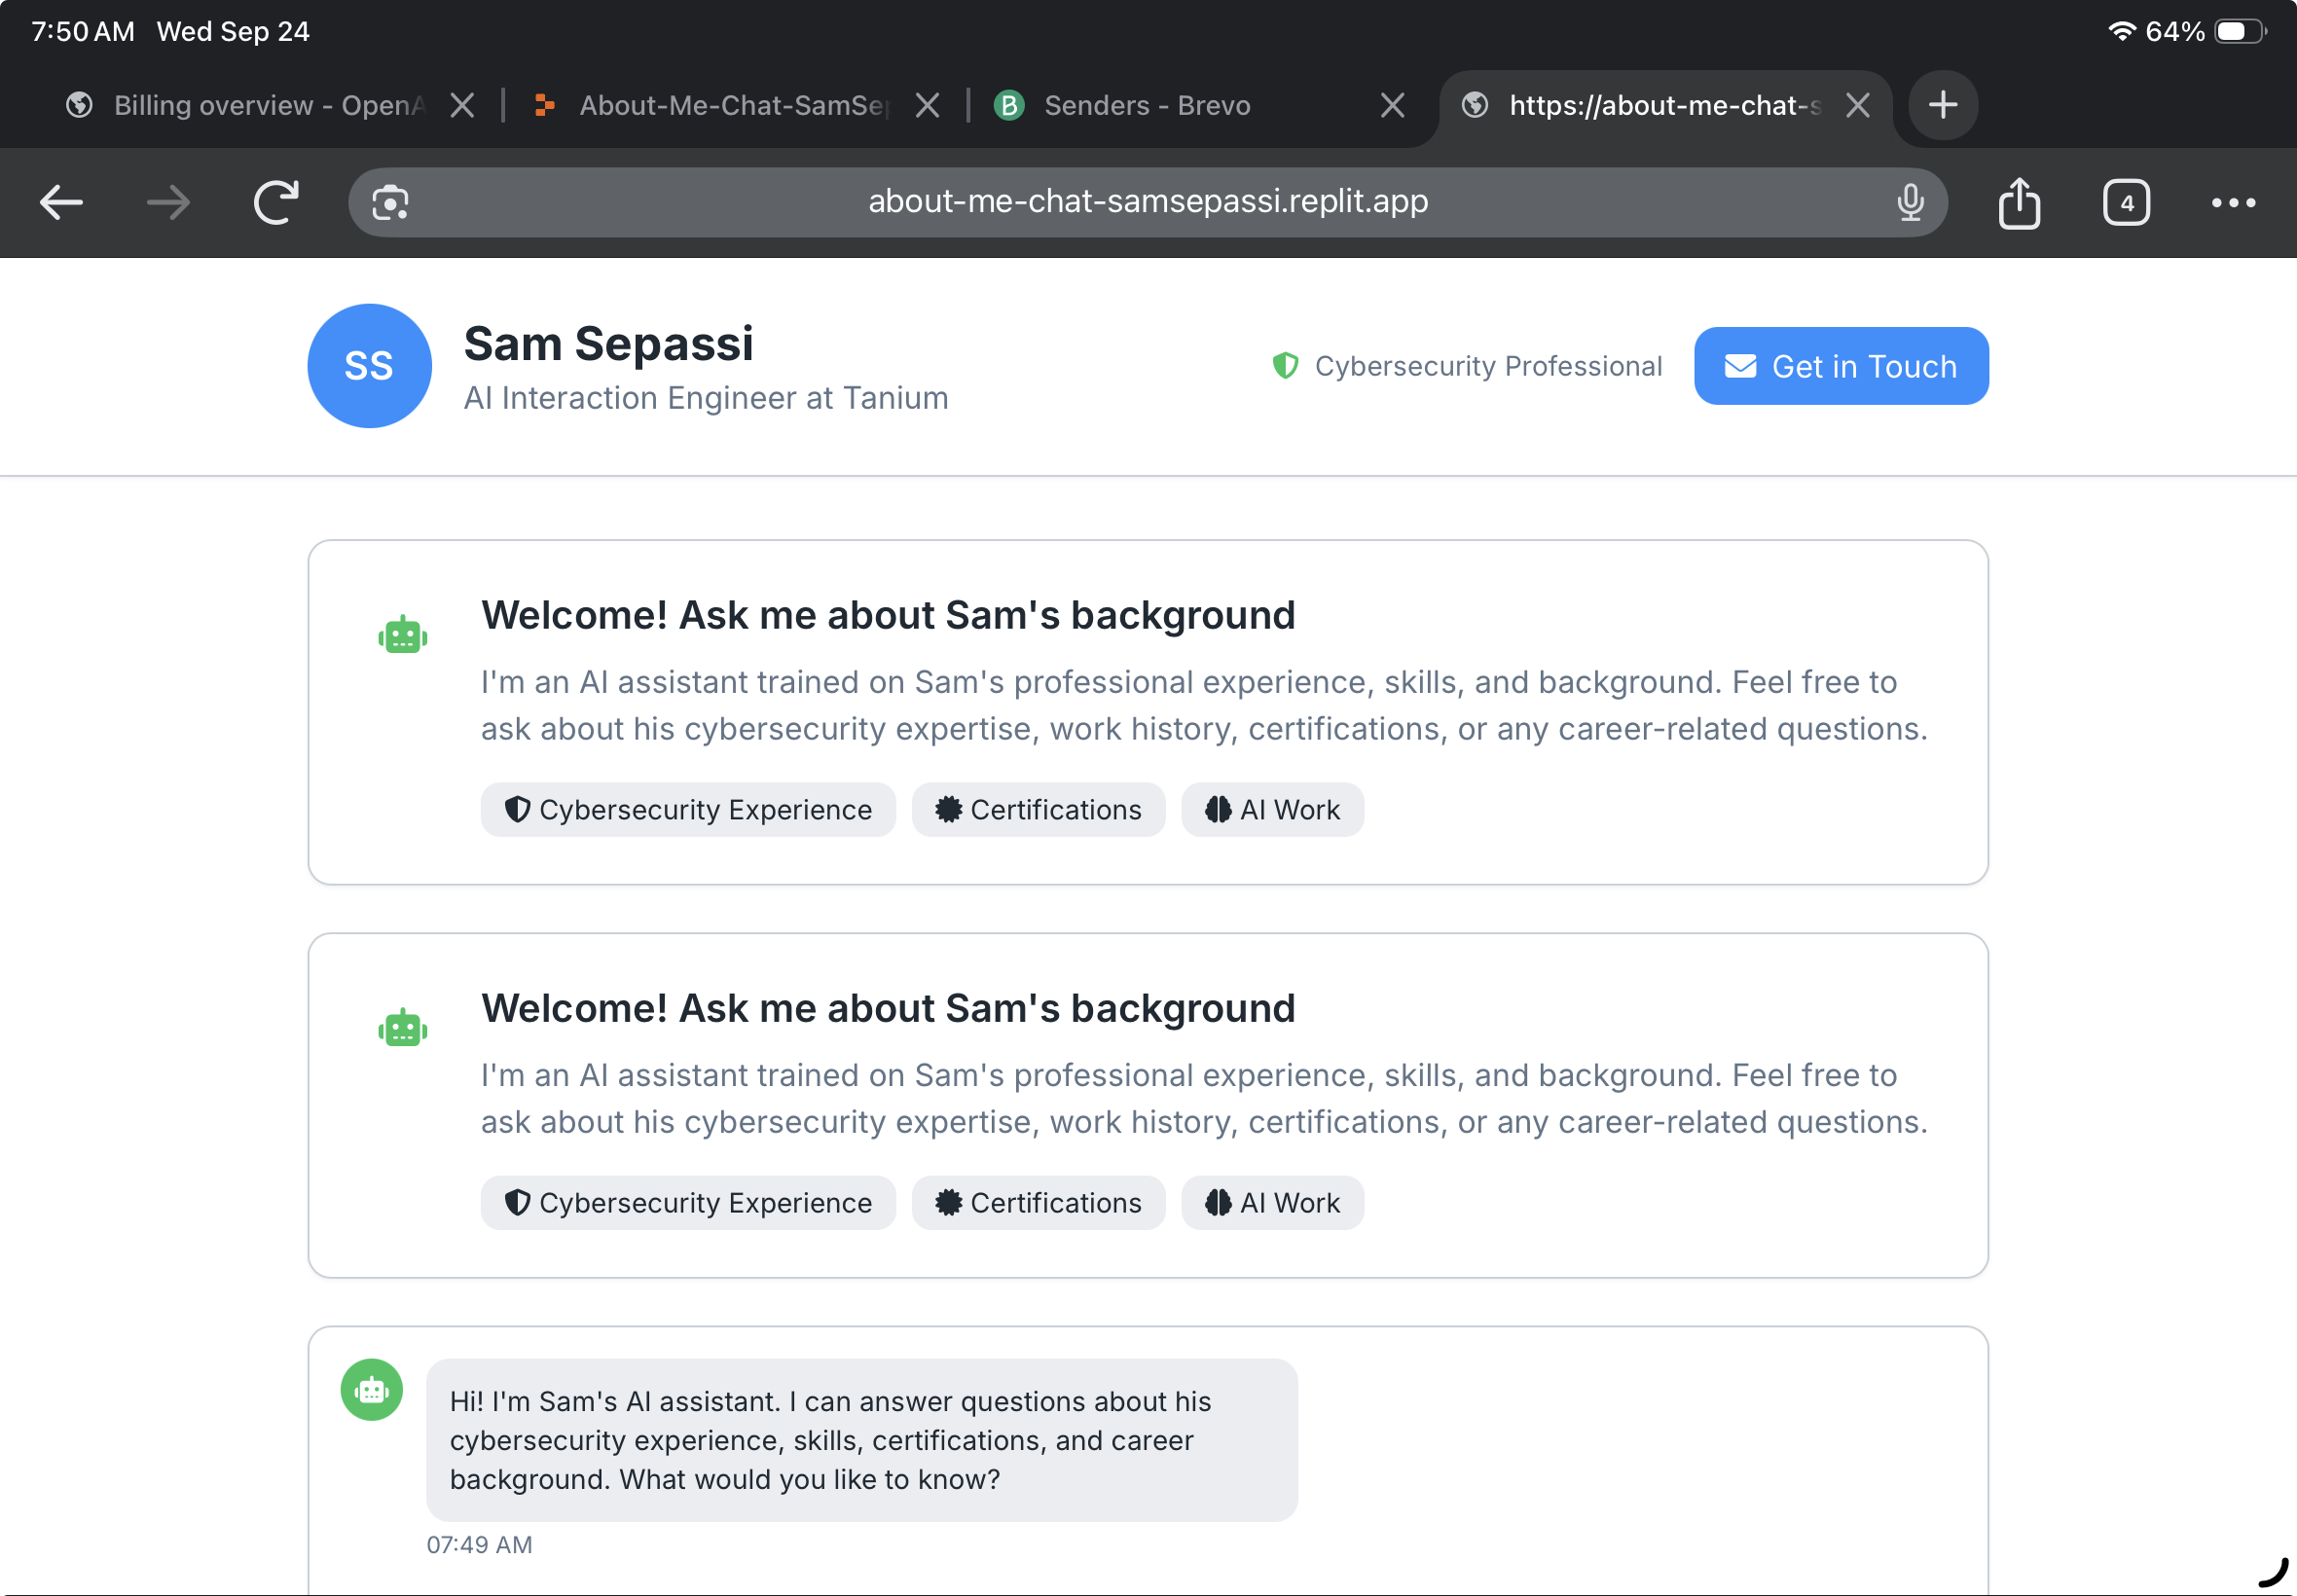 7:50 AM Wed Sep 24
64%
Billing overview - OpenA
About-Me-Chat-SamSep
B
Senders - Brevo
https://about-me-chat-s
about-me-chat-samsepassi.replit.app
4
SS
Sam Sepassi
AI Interaction Engineer at Tanium
Cybersecurity Professional
Get in Touch
Welcome! Ask me about Sam's background
I'm an AI assistant trained on Sam's professional experience, skills, and background. Feel free to
ask about his cybersecurity expertise, work history, certifications, or any career-related questions.
Cybersecurity Experience
Certifications
AI Work
Welcome! Ask me about Sam's background
I'm an AI assistant trained on Sam's professional experience, skills, and background. Feel free to
ask about his cybersecurity expertise, work history, certifications, or any career-related questions.
Cybersecurity Experience
Certifications
AI Work
Hi! I'm Sam's AI assistant. I can answer questions about his
cybersecurity experience, skills, certifications, and career
background. What would you like to know?
07:49 AM